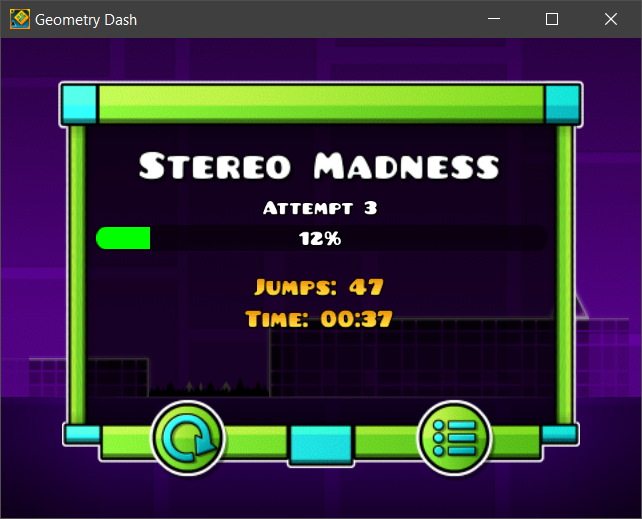 Geometry Dash
Stereo Madness
Attempt 3
12%
Jumps: 47
Time: 00:37